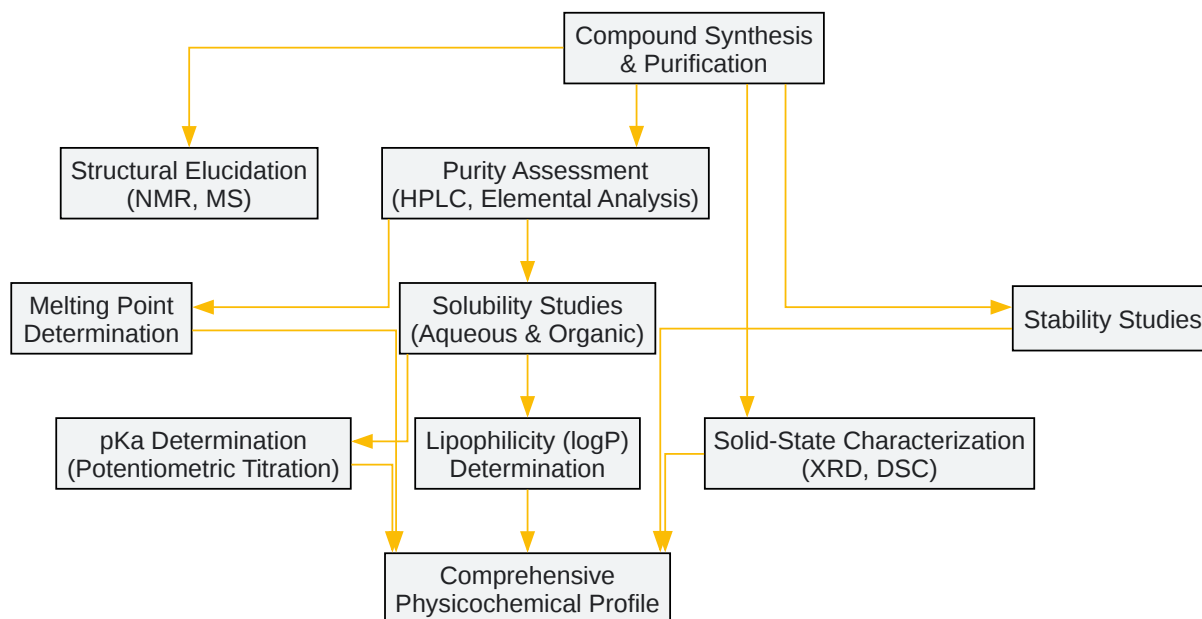 Compound Synthesis
& Purification
Structural Elucidation
(NMR, MS)
Purity Assessment
(HPLC, Elemental Analysis)
Melting Point
Determination
Solubility Studies
(Aqueous & Organic)
Stability Studies
pKa Determination
(Potentiometric Titration)
Lipophilicity (logP)
Determination
Solid-State Characterization
(XRD, DSC)
Comprehensive
Physicochemical Profile